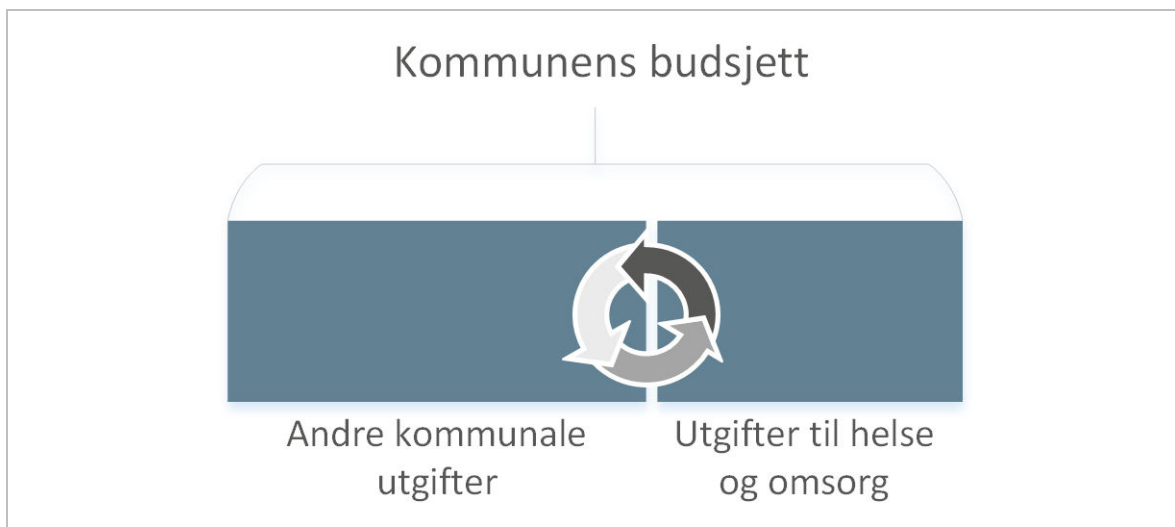 Kommunens budsjett
Andre kommunale
utgifter
Utgifter til helse
og omsorg